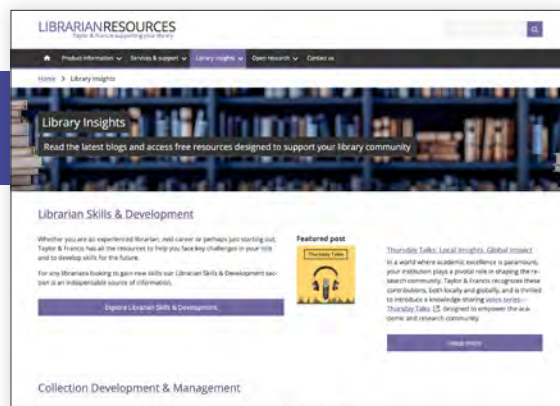 LIBRARIANRESOURCES
Taylor & Francis supporting your library
Product information
Services & support
Library insights
Open research
Contact us
Home > Library Insights
Library Insights
Read the latest blogs and access free resources designed to support your library community
Librarian Skills & Development
Whether you are an experienced librarian, mid career or perhaps just starting out,
Taylor & Francis has all the resources to help you face key challenges in your role
and to develop skills for the future.
For any librarians looking to gain new skills our Librarian Skills & Development sec-
tion is an indispensable source of information.
Explore Librarian Skills & Development
Featured post
Thursday Talks
Thursday Talks: Local Insights, Global Impact
In a world where academic excellence is paramount,
your institution plays a pivotal role in shaping the re-
search community. Taylor & Francis recognizes these
contributions, both locally and globally, and is thrilled
to introduce a knowledge sharing video series –
Thursday Talks, designed to empower the aca-
demic and research community.
Read more
Collection Development & Management